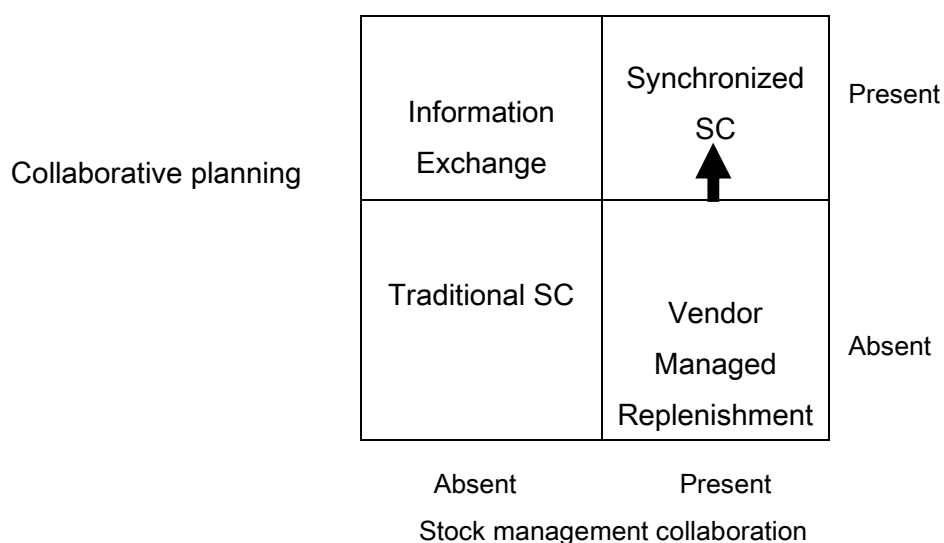 Collaborative planning
Information
Exchange
Synchronized
SC
Present
Traditional SC
Vendor
Managed
Replenishment
Absent
Absent
Present
Stock management collaboration